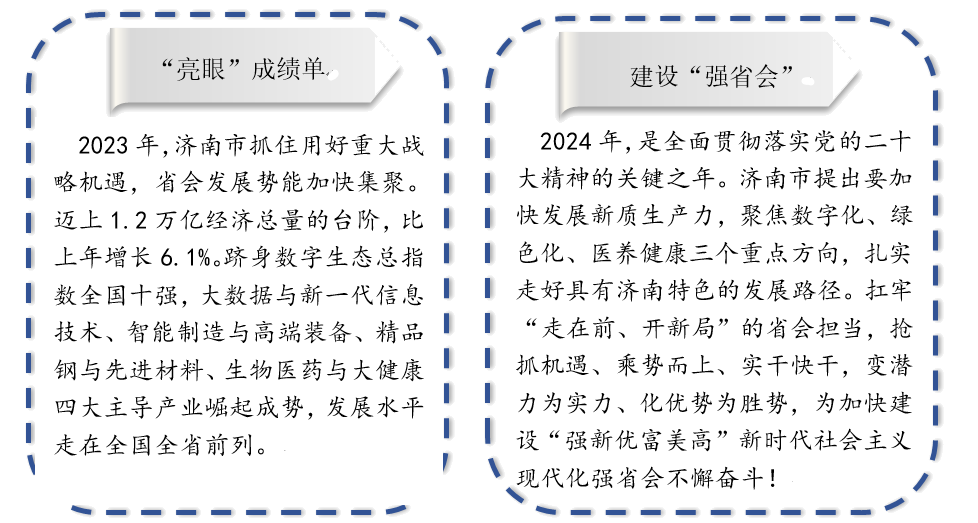 “亮眼”成绩单
2023 年,济南市抓住用好重大战
略机遇，省会发展势能加快集聚。
迈上 1.2 万亿经济总量的台阶,比
上年增长 6.1%。跻身数字生态总指
数全国十强，大数据与新一代信息
技术、智能制造与高端装备、精品
钢与先进材料、生物医药与大健康
四大主导产业崛起成势，发展水平
走在全国全省前列。
建设“强省会”
2024 年,是全面贯彻落实党的二十
大精神的关键之年。济南市提出要加
快发展新质生产力，聚焦数字化、绿
色化、医养健康三个重点方向，扎实
走好具有济南特色的发展路径。扛牢
“走在前、开新局”的省会担当，抢
抓机遇、乘势而上、实干快干，变潜
力为实力、化优势为胜势，为加快建
设“强新优富美高”新时代社会主义
现代化强省会不懈奋斗！